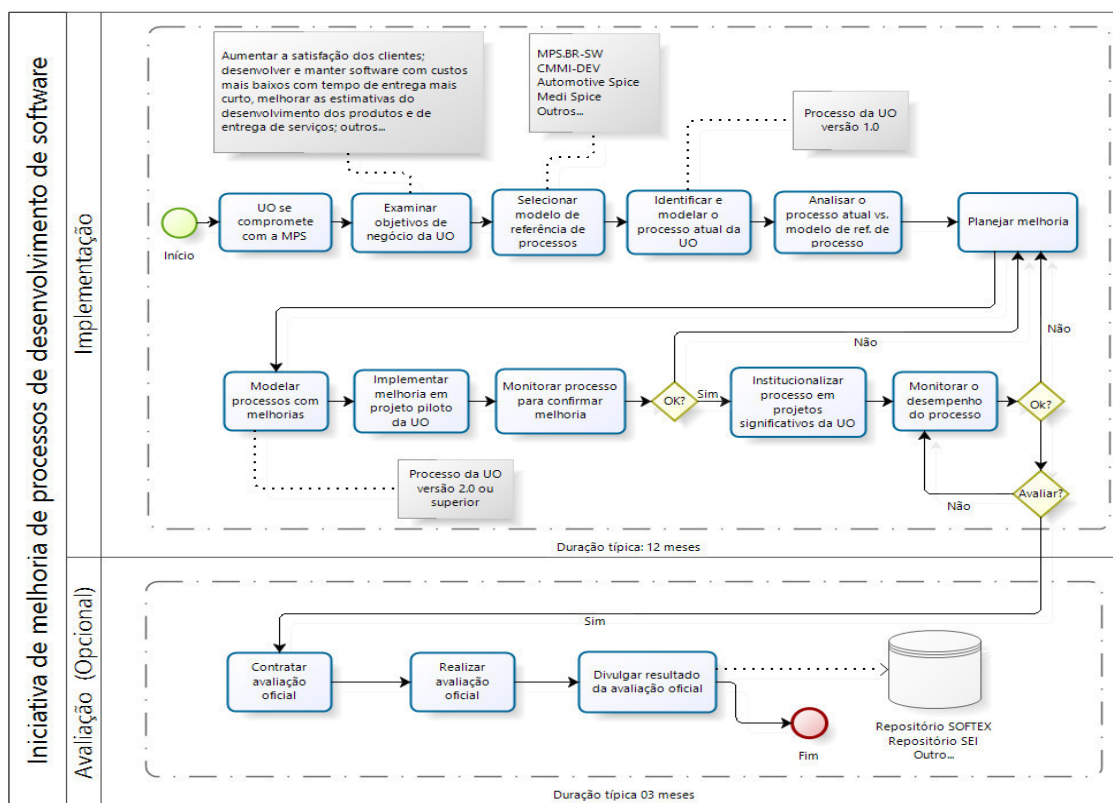 Iniciativa de melhoria de processos de desenvolvimento de software
Implementação
Aumentar a satisfação dos clientes;
desenvolver e manter software com custos
mais baixos com tempo de entrega mais
curto, melhorar as estimativas do
desenvolvimento dos produtos e de
entrega de serviços; outros...
MPS.BR-SW
CMMI-DEV
Automotive Spice
Medi Spice
Outros...
Processo da UO
versão 1.0
Início
UO se
compromete
com a MPS
Examinar
objetivos de
negócio da UO
Selecionar
modelo de
referência de
processos
Identificar e
modelar o
processo atual da
UO
Analisar o
processo atual vs.
modelo de ref. de
processo
Planejar melhoria
Não
Não
Modelar
processos com
melhorias
Implementar
melhoria em
projeto piloto
da UO
Monitorar processo
para confirmar
melhoria
OK?
Sim
Institucionalizar
processo em
projetos
significativos da UO
Monitorar o
desempenho
do processo
Ok?
Processo da UO
versão 2.0 ou
superior
Não
Avaliar?
Duração típica: 12 meses
Avaliação (Opcional)
Sim
Contratar
avaliação
oficial
Realizar
avaliação
oficial
Divulgar resultado
da avaliação oficial
Fim
Repositório SOFTEX
Repositório SEI
Outro...
Duração típica 03 meses